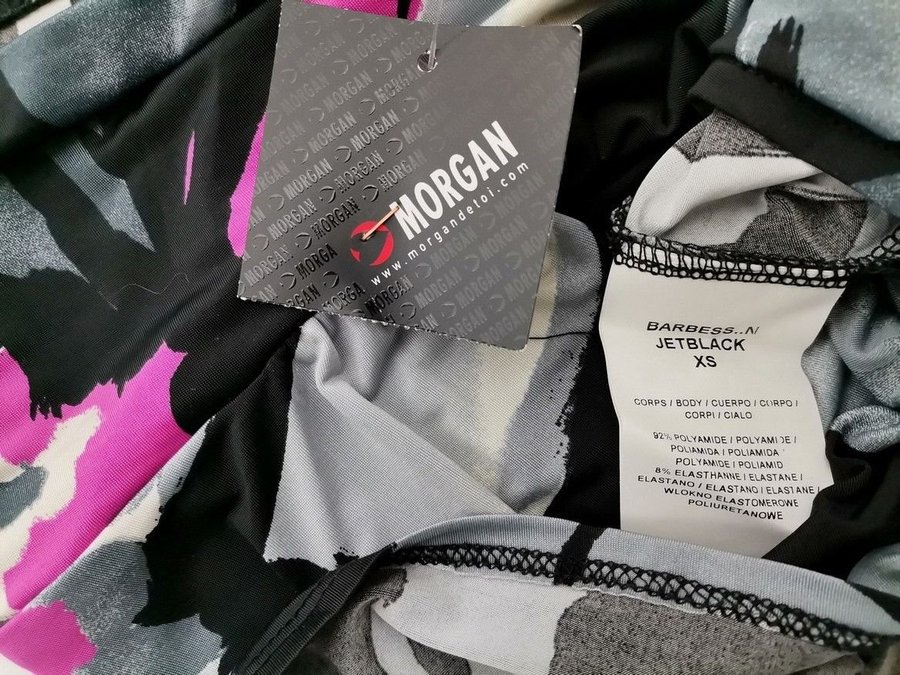 MORGAN
www.morgandetoi.com
BARBESS..N
JETBLACK
XS
CORPS / BODY / CUERPO / CORPO /
CORPI / CIALO
92% POLYAMIDE / POLYAMIDE /
POLIAMIDA / POLIAMIDA
POLYAMIDE / POLIAMID
8% ELASTHANNE / ELASTANE /
ELASTANO / ELASTANO / ELASTANE /
WLOKNO ELASTOMEROWE
POLIURETANOWE